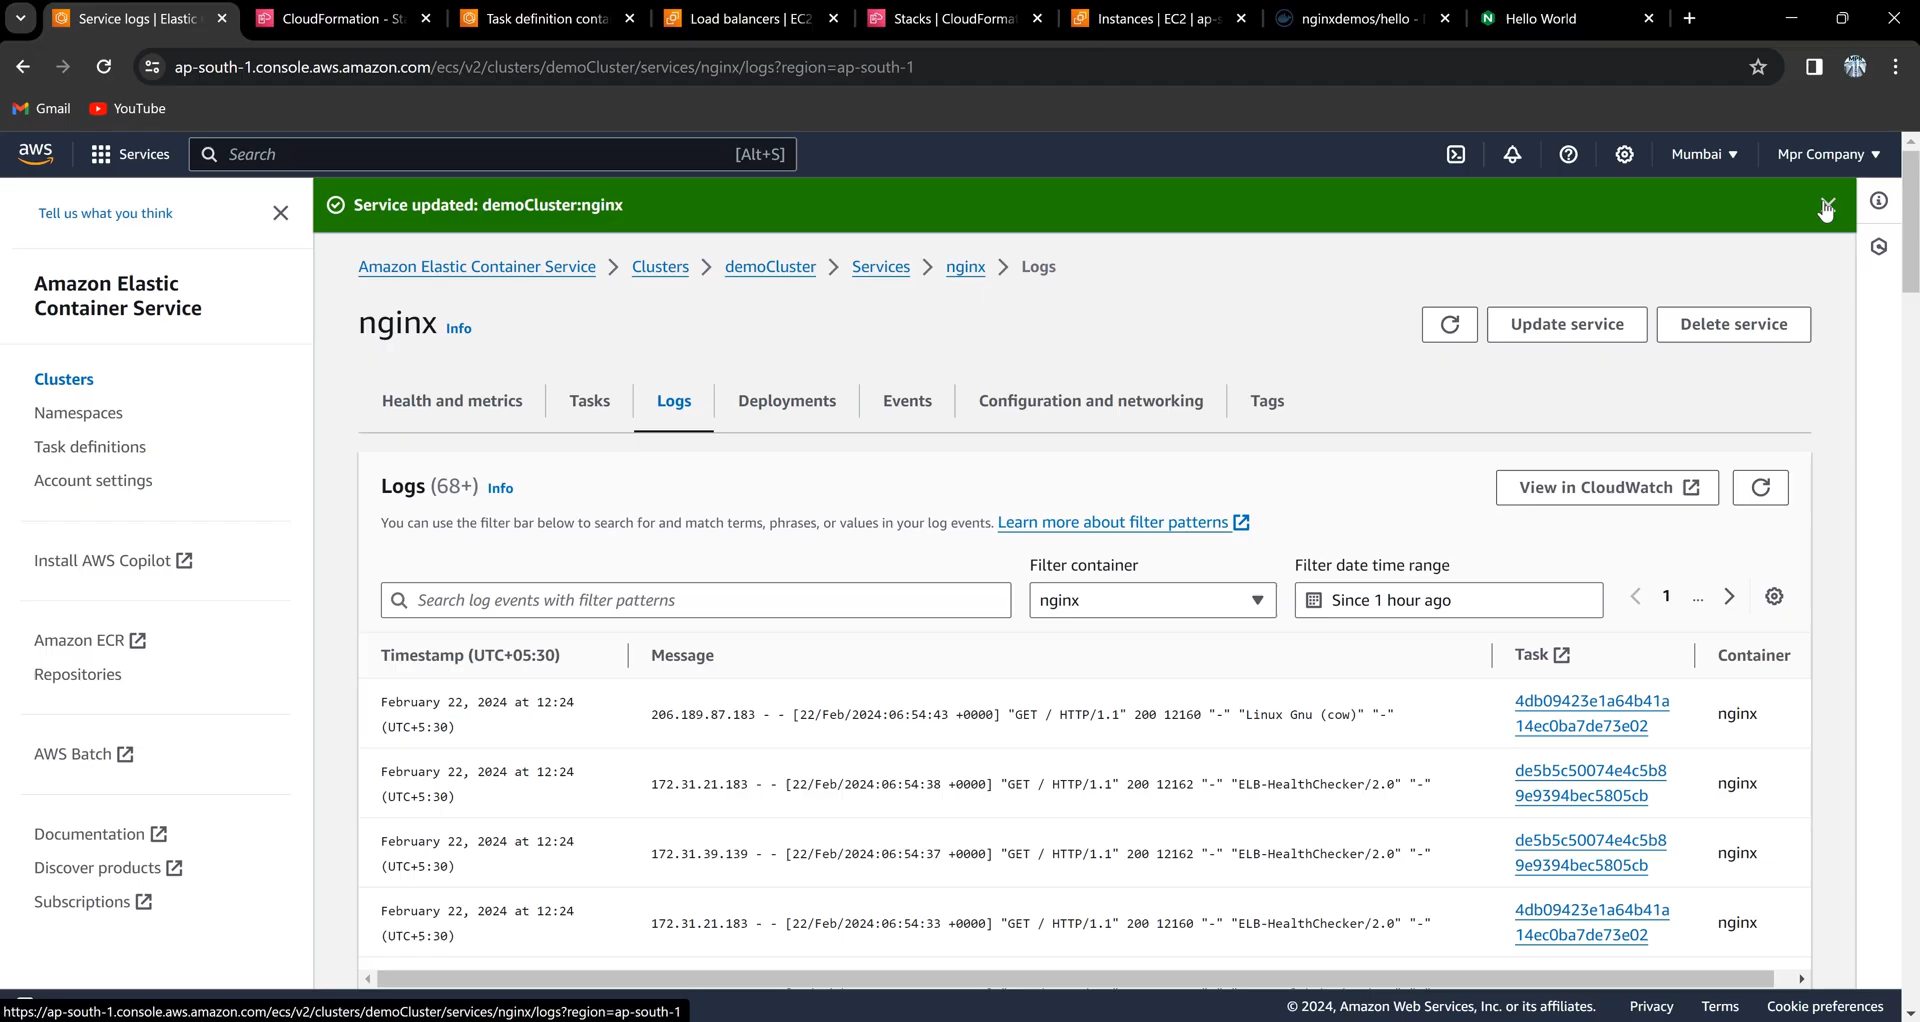 Service logs | Elastic
CloudFormation - St
Task definition conta
Load balancers | EC2
Stacks | CloudForma
Instances | EC2 | ap-s
nginxdemos/hello -
Hello World
ap-south-1.console.aws.amazon.com/ecs/v2/clusters/demoCluster/services/nginx/logs?region=ap-south-1
Gmail
YouTube
aws
Services
Search
[Alt+S]
Mumbai
Mpr Company
Tell us what you think
Amazon Elastic
Container Service
Clusters
Namespaces
Task definitions
Account settings
Install AWS Copilot
Amazon ECR
Repositories
AWS Batch
Documentation
Discover products
Subscriptions
Service updated: demoCluster:nginx
Amazon Elastic Container Service
Clusters
demoCluster
Services
nginx
Logs
nginx Info
Update service
Delete service
Health and metrics
Tasks
Logs
Deployments
Events
Configuration and networking
Tags
Logs (68+) Info
View in CloudWatch
You can use the filter bar below to search for and match terms, phrases, or values in your log events. Learn more about filter patterns
Filter container
Filter date time range
Search log events with filter patterns
nginx
Since 1 hour ago
1 ...
Timestamp (UTC+05:30)
Message
Task
Container
February 22, 2024 at 12:24
(UTC+5:30)
206.189.87.183 - - [22/Feb/2024:06:54:43 +0000] "GET / HTTP/1.1" 200 12160 "-" "Linux Gnu (cow)" "-"
4db09423e1a64b41a
14ec0ba7de73e02
nginx
February 22, 2024 at 12:24
(UTC+5:30)
172.31.21.183 - - [22/Feb/2024:06:54:38 +0000] "GET / HTTP/1.1" 200 12162 "-" "ELB-HealthChecker/2.0" "-"
de5b5c50074e4c5b8
9e9394bec5805cb
nginx
February 22, 2024 at 12:24
(UTC+5:30)
172.31.39.139 - - [22/Feb/2024:06:54:37 +0000] "GET / HTTP/1.1" 200 12162 "-" "ELB-HealthChecker/2.0" "-"
de5b5c50074e4c5b8
9e9394bec5805cb
nginx
February 22, 2024 at 12:24
(UTC+5:30)
172.31.21.183 - - [22/Feb/2024:06:54:33 +0000] "GET / HTTP/1.1" 200 12160 "-" "ELB-HealthChecker/2.0" "-"
4db09423e1a64b41a
14ec0ba7de73e02
nginx
https://ap-south-1.console.aws.amazon.com/ecs/v2/clusters/demoCluster/services/nginx/logs?region=ap-south-1
© 2024, Amazon Web Services, Inc. or its affiliates.
Privacy
Terms
Cookie preferences